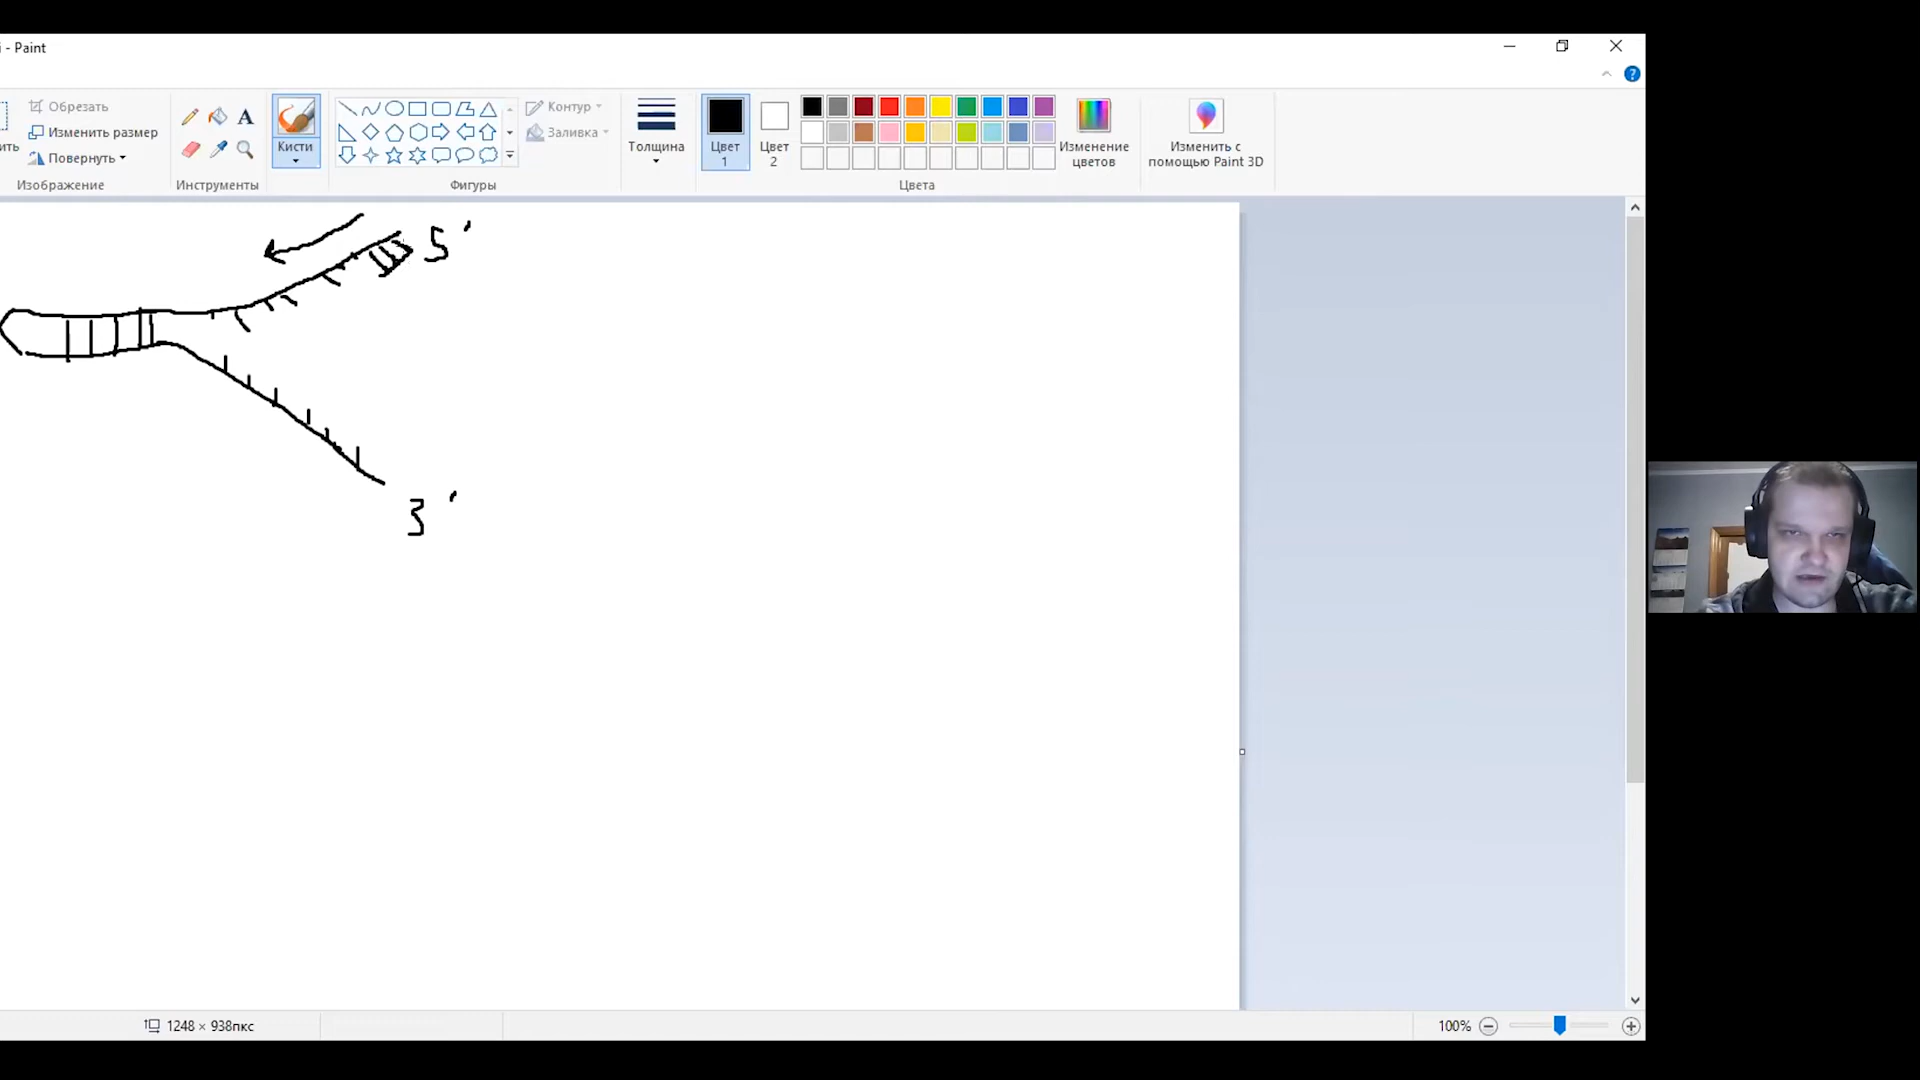 i - Paint
Обрезать
Изменить размер
Повернуть
ить
Изображение
Инструменты
Кисти
Фигуры
Контур
Заливка
Толщина
Цвет 1
Цвет 2
Изменение цветов
Цвета
Изменить с помощью Paint 3D
5'
3'
1248 × 938пкс
100%